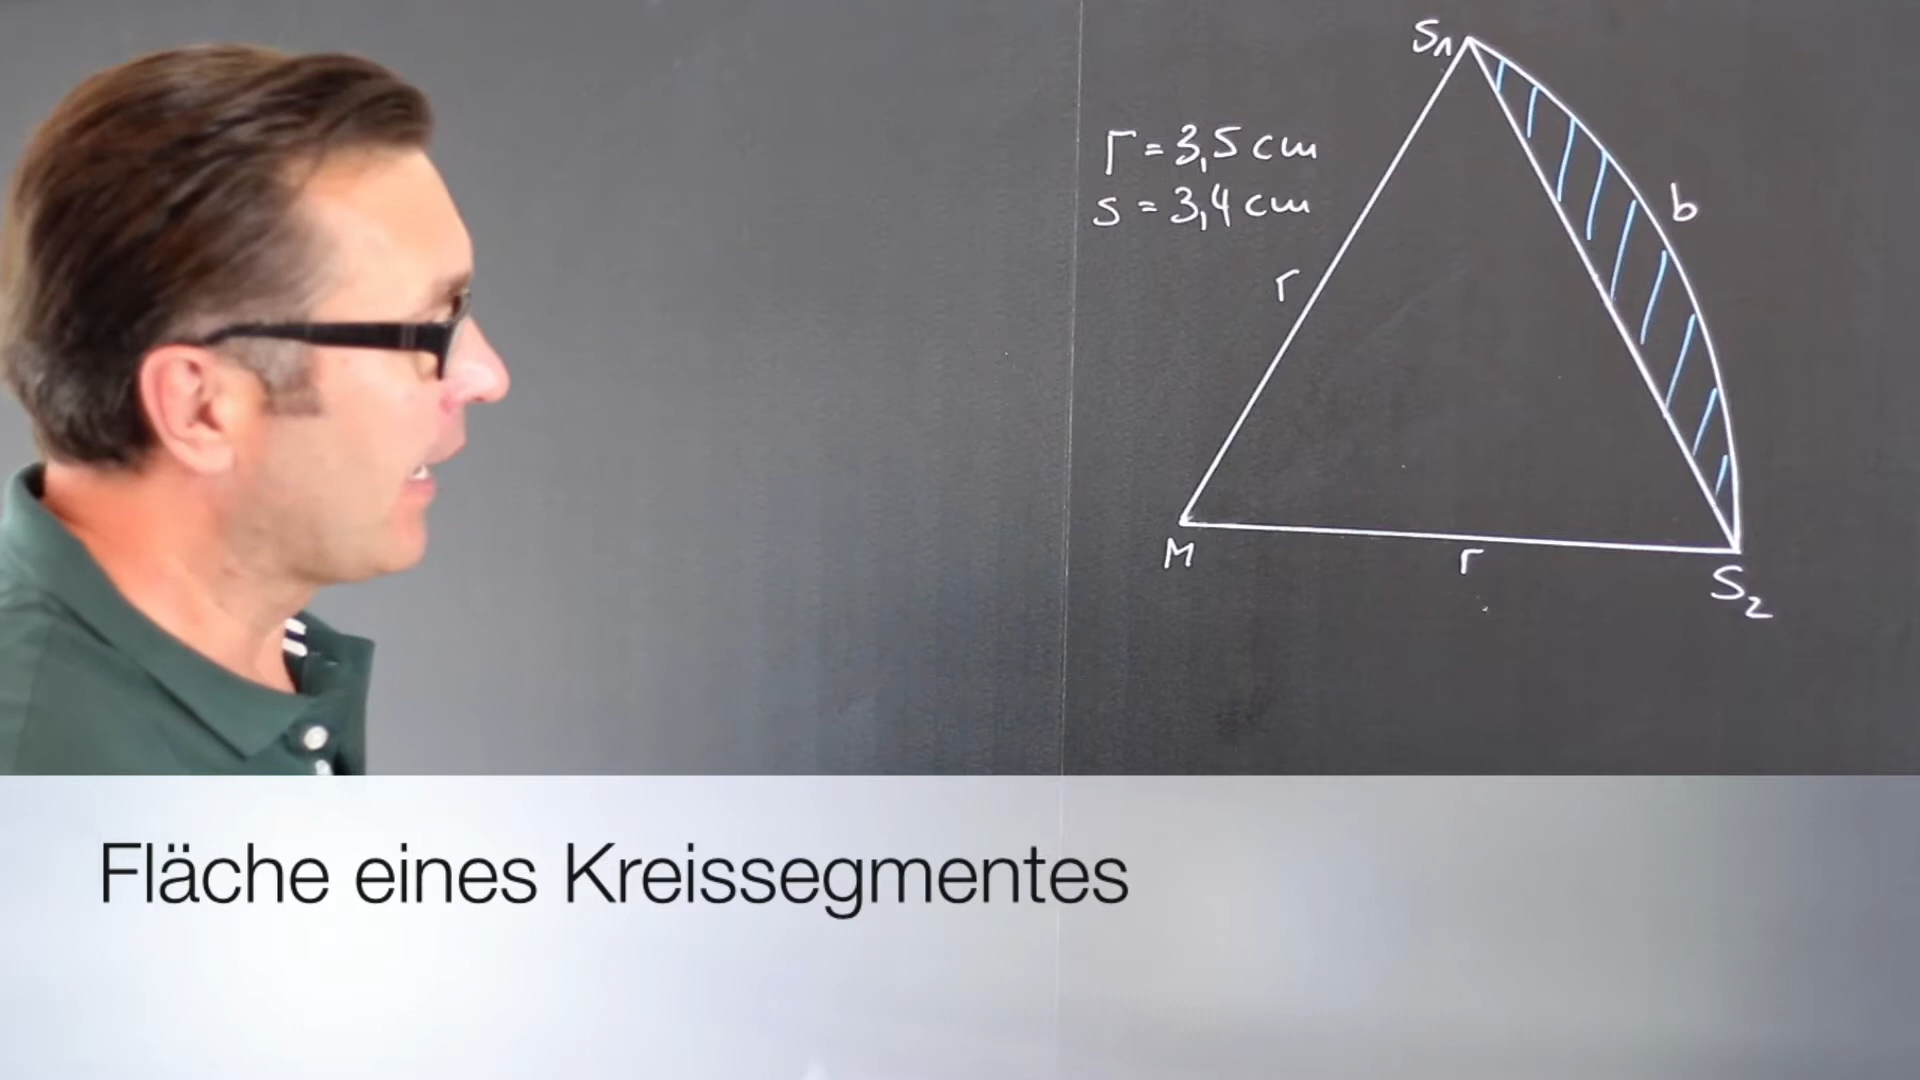 S1
r = 3,5 cm
s = 3,4 cm
b
r
M
r
S2
Fläche eines Kreissegmentes